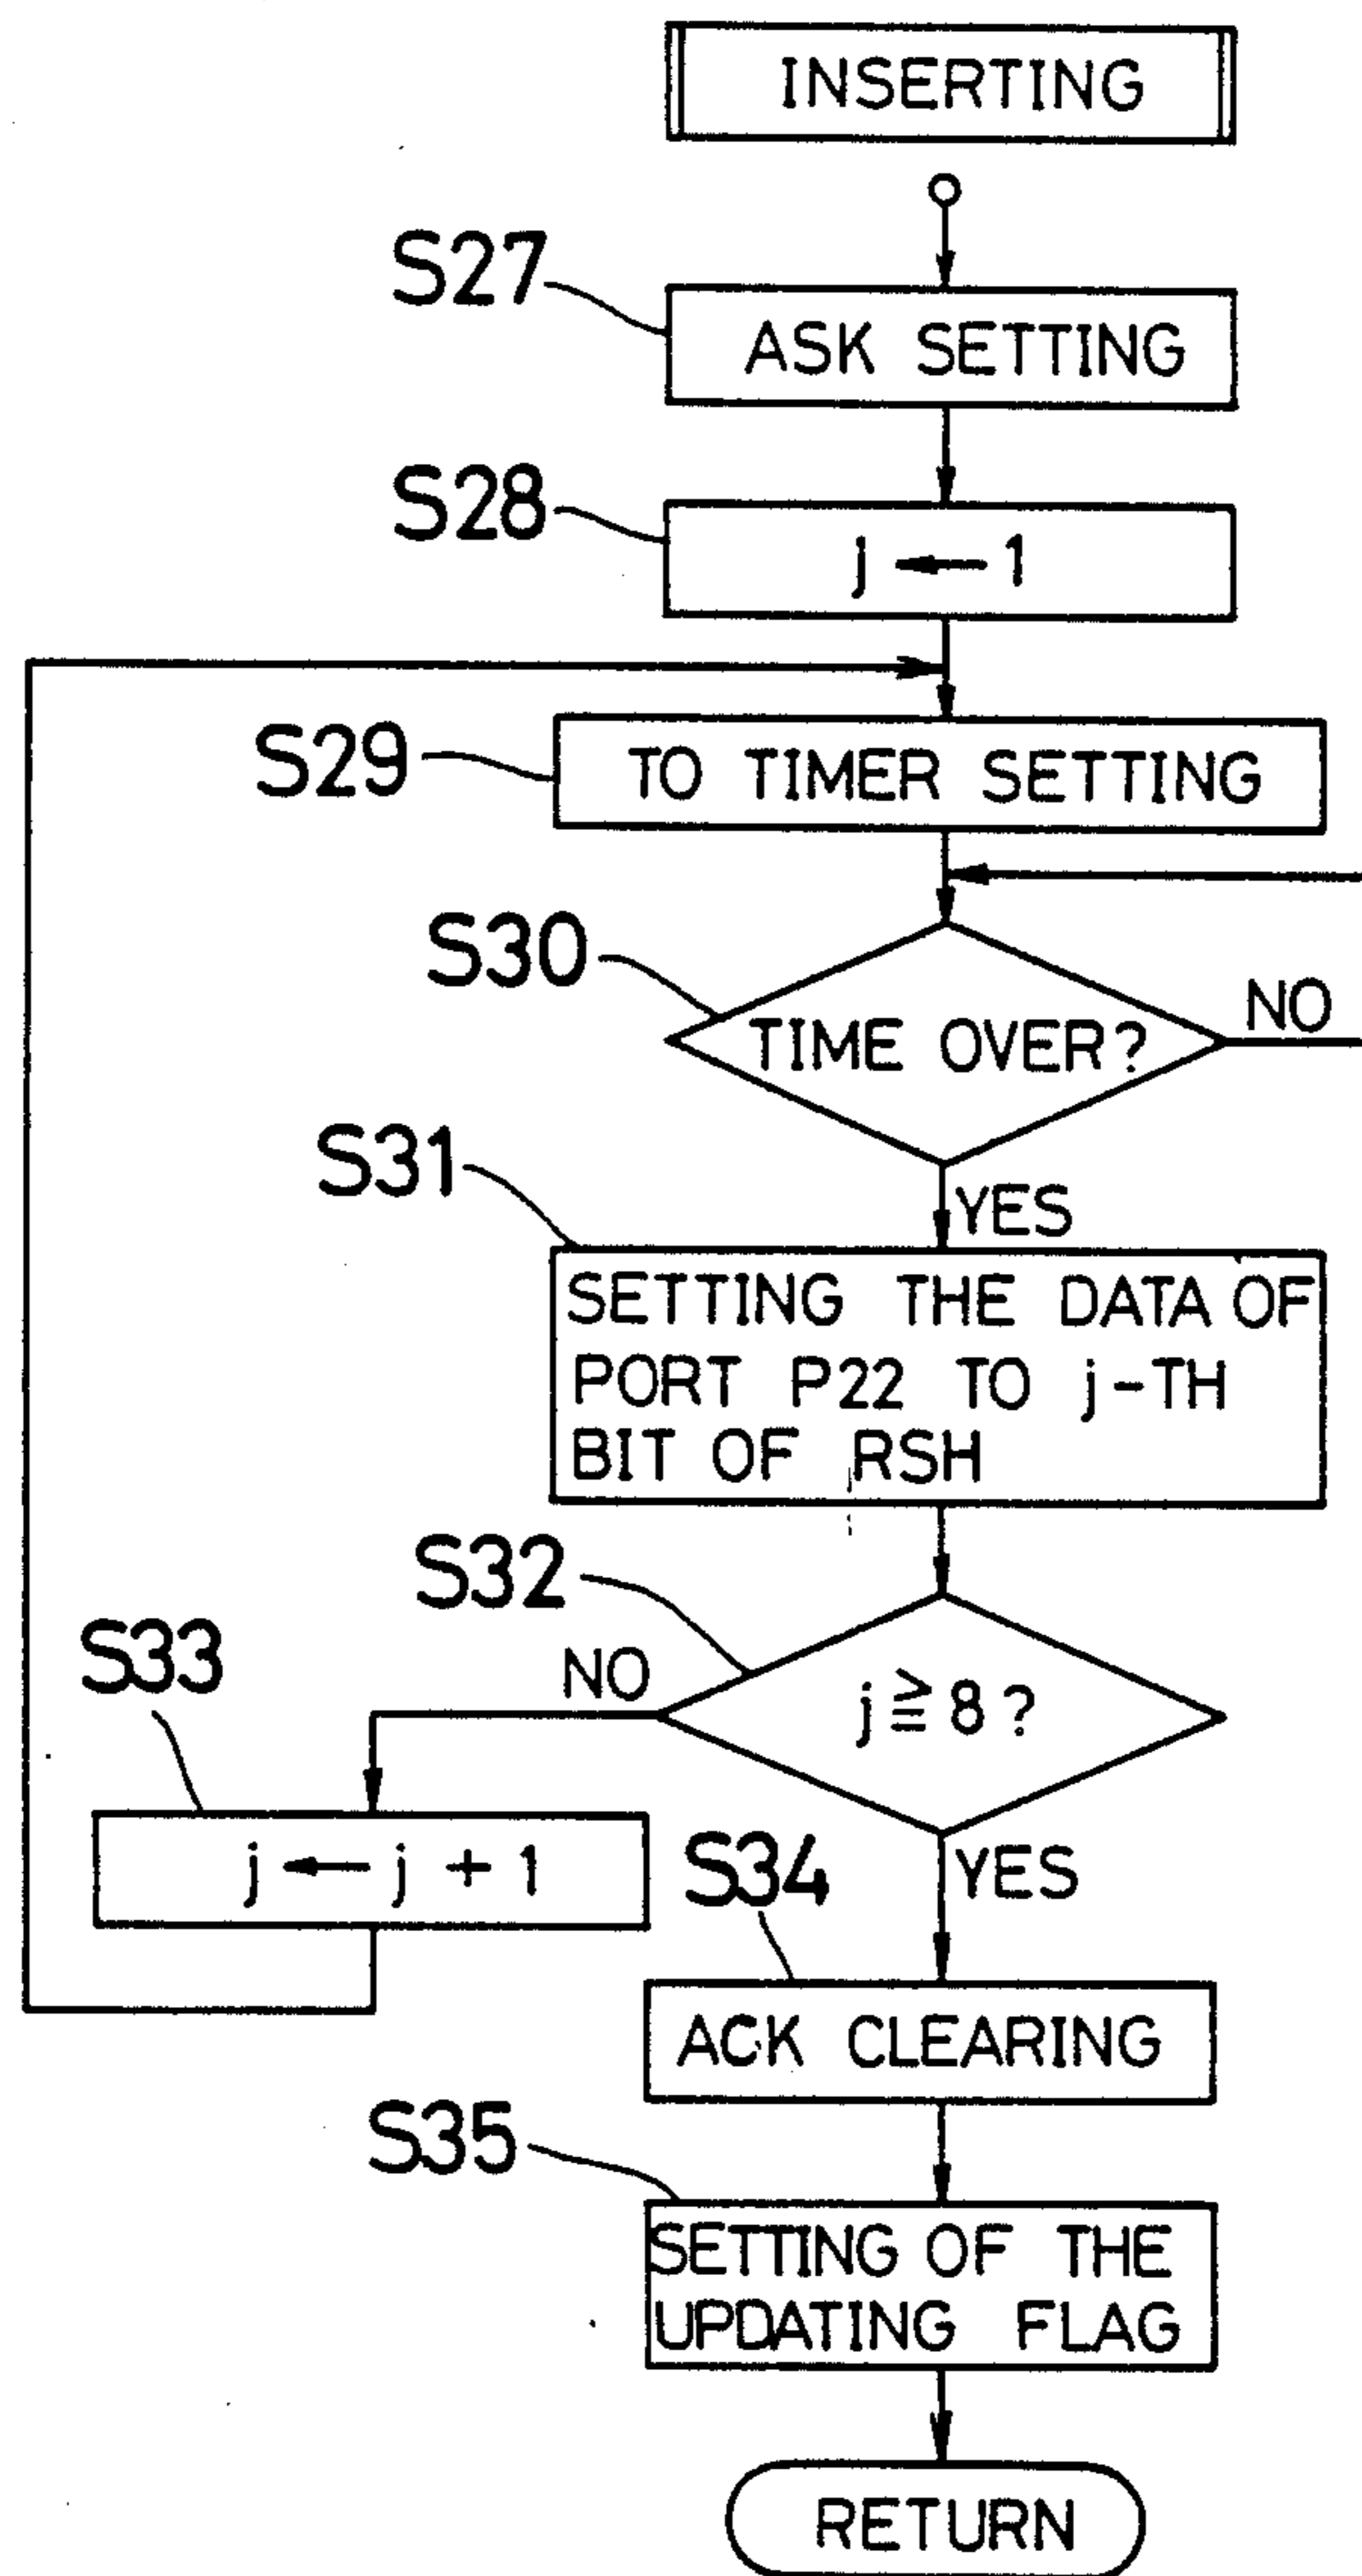 INSERTING
S27
ASK SETTING
S28
j ← 1
S29
TO TIMER SETTING
S30
TIME OVER?
NO
S31
YES
SETTING THE DATA OF
PORT P22 TO j-TH
BIT OF RSH
S32
NO
j ≧ 8?
S33
j ← j + 1
YES
S34
ACK CLEARING
S35
SETTING OF THE
UPDATING FLAG
RETURN